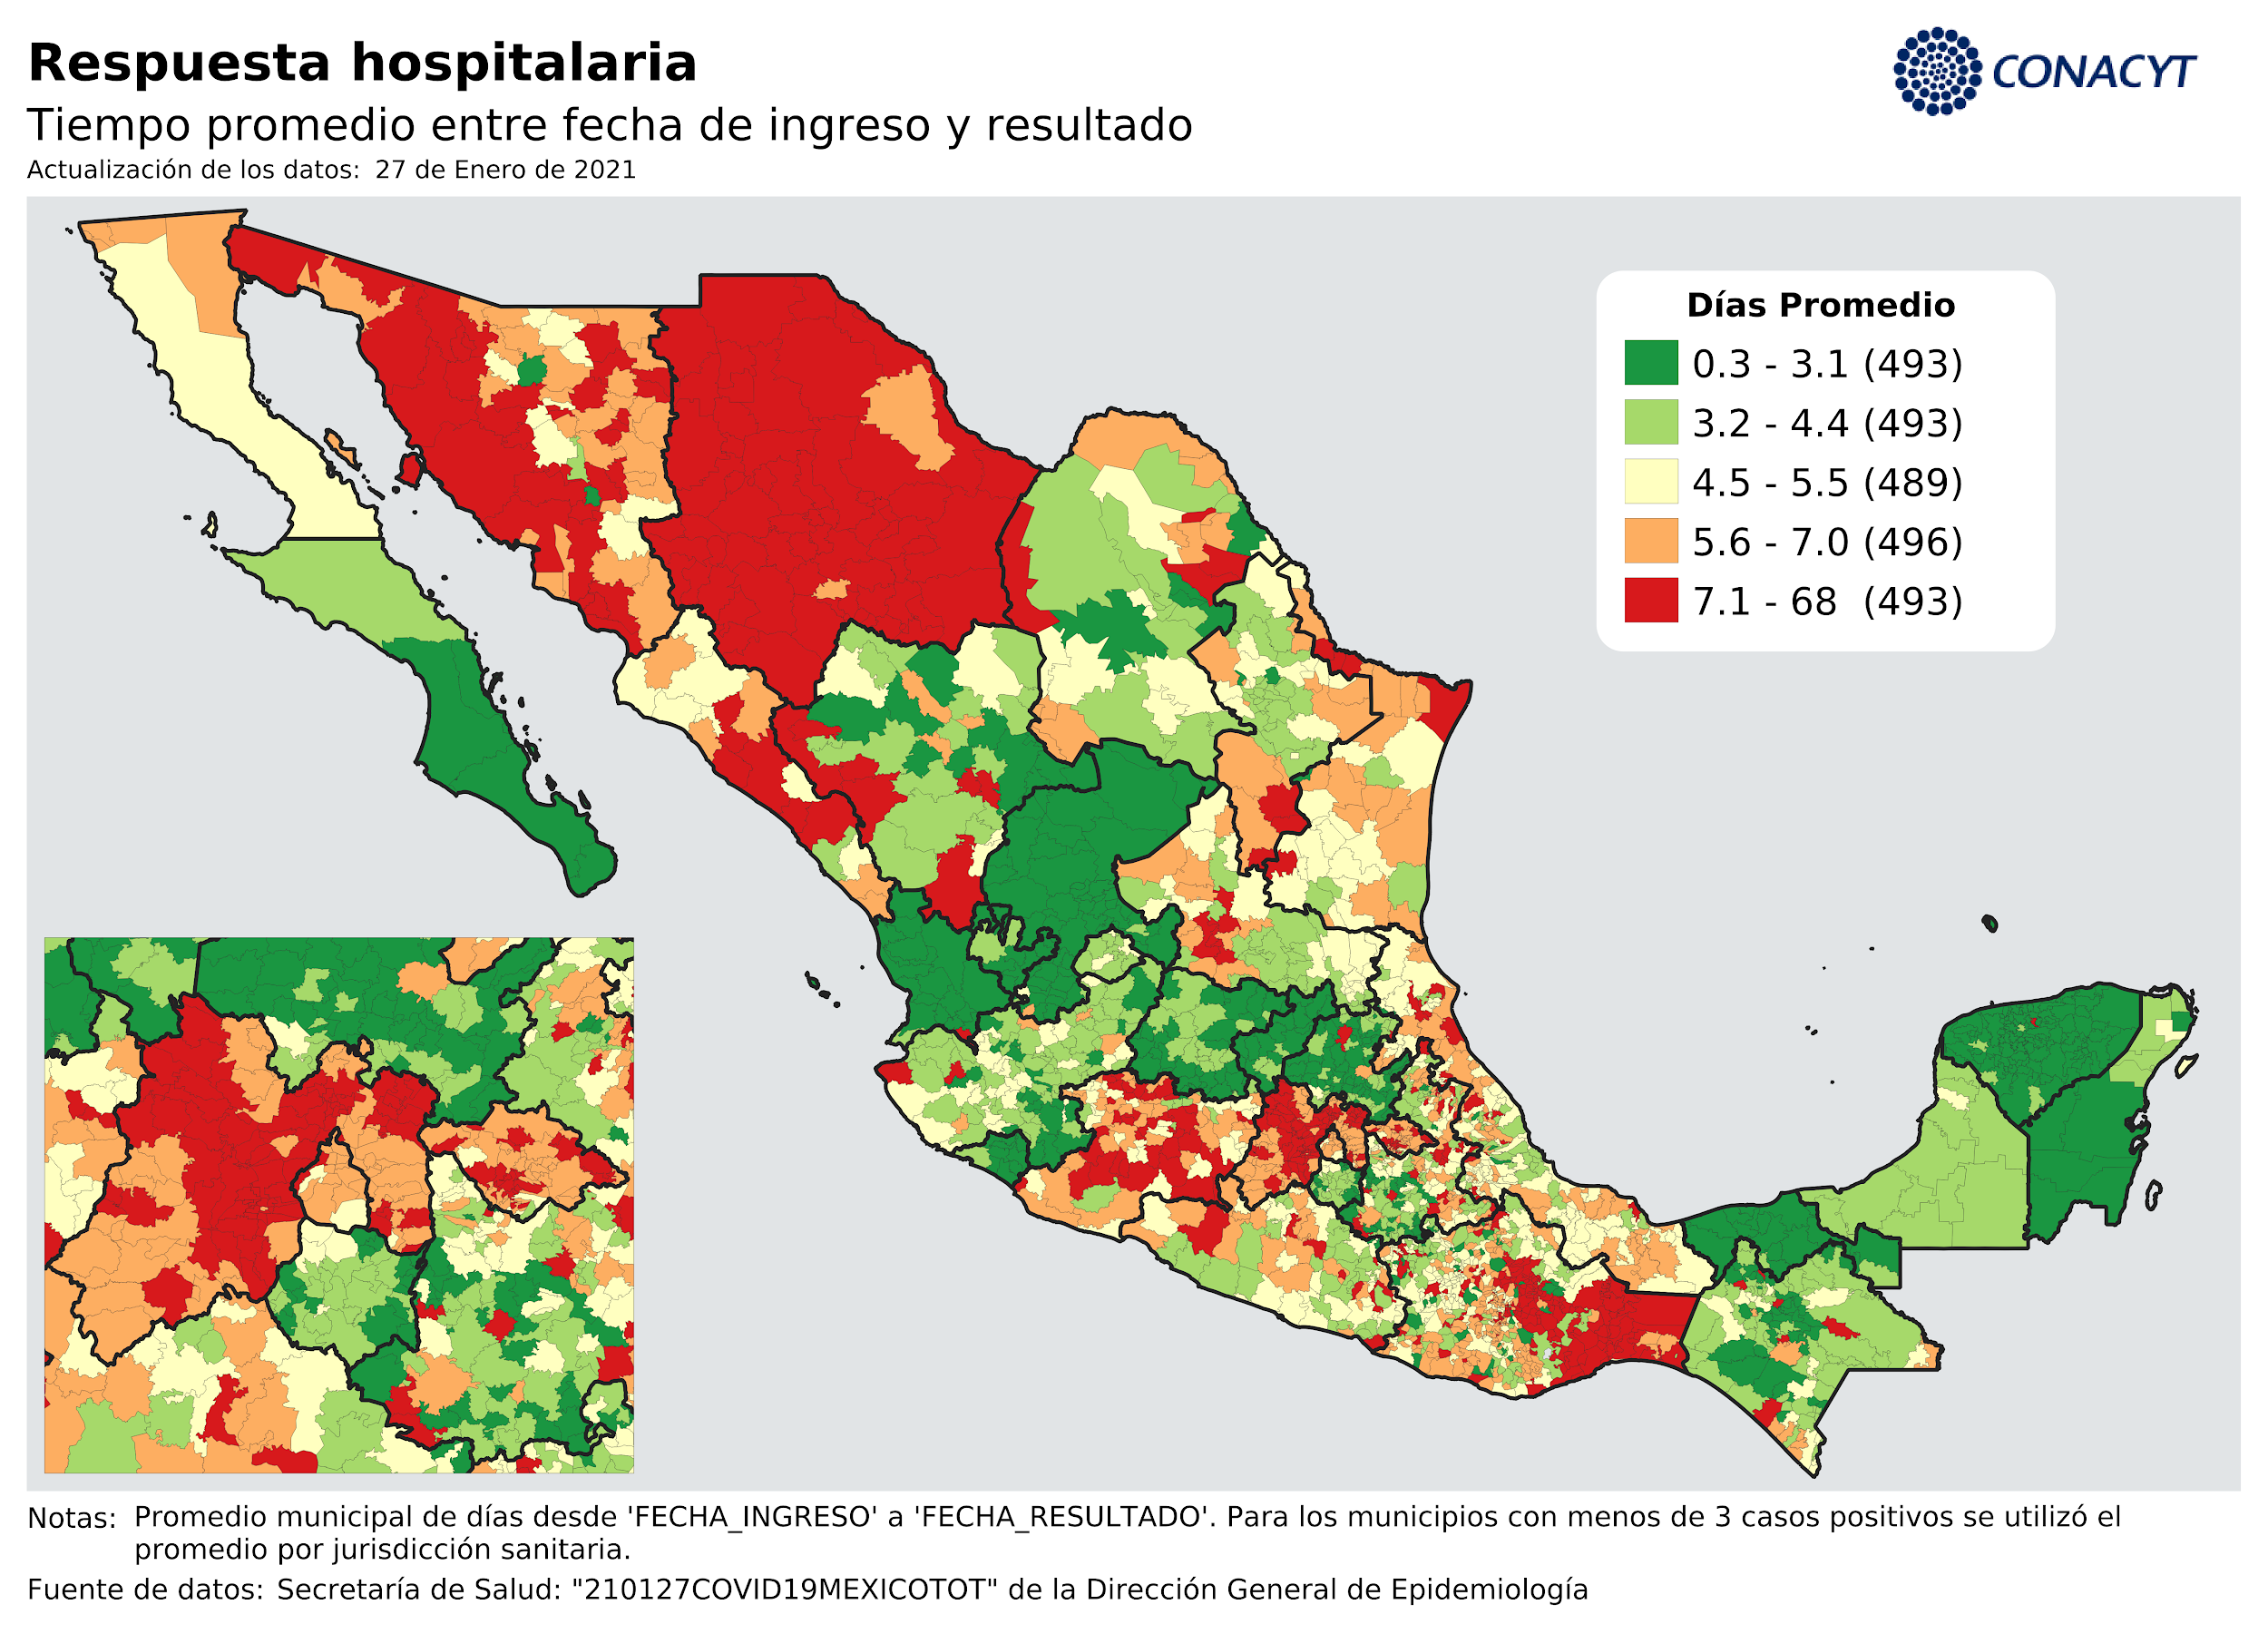 Respuesta hospitalaria
CONACYT
Tiempo promedio entre fecha de ingreso y resultado
Actualización de los datos: 27 de Enero de 2021
Días Promedio
0.3 - 3.1 (493)
3.2 - 4.4 (493)
4.5 - 5.5 (489)
5.6 - 7.0 (496)
7.1 - 68 (493)
Notas: Promedio municipal de días desde 'FECHA_INGRESO' a 'FECHA_RESULTADO'. Para los municipios con menos de 3 casos positivos se utilizó el
promedio por jurisdicción sanitaria.
Fuente de datos: Secretaría de Salud: "210127COVID19MEXICOTOT" de la Dirección General de Epidemiología